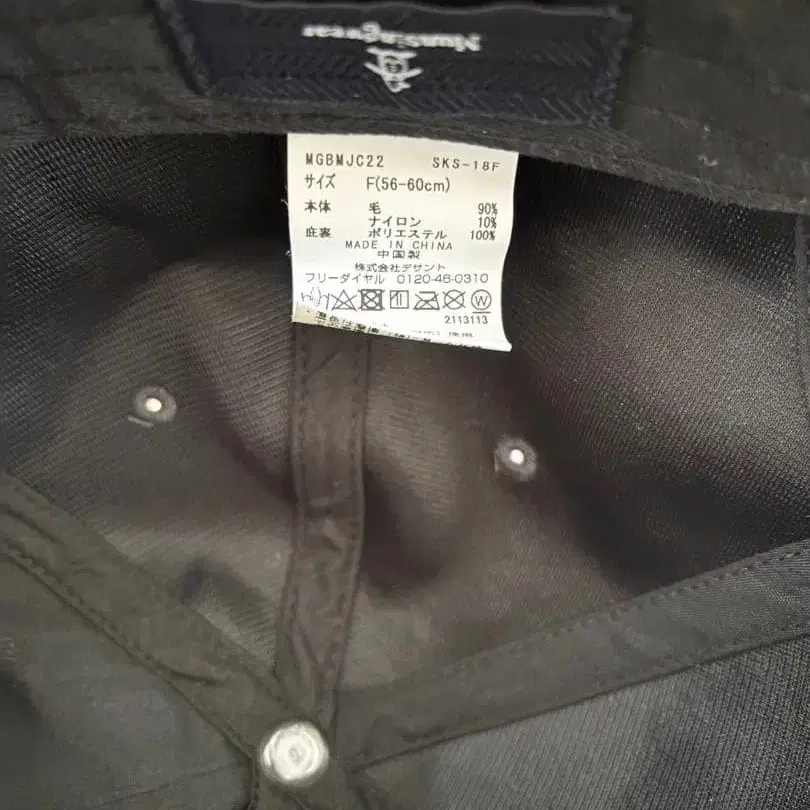 Munsingwear
MGBMJC22 SKS-18F
サイズ F(56-60cm)
本体 毛 90%
ナイロン 10%
庇裏 ポリエステル 100%
MADE IN CHINA
中国製
株式会社デサント
フリーダイヤル 0120-46-0310
2113113